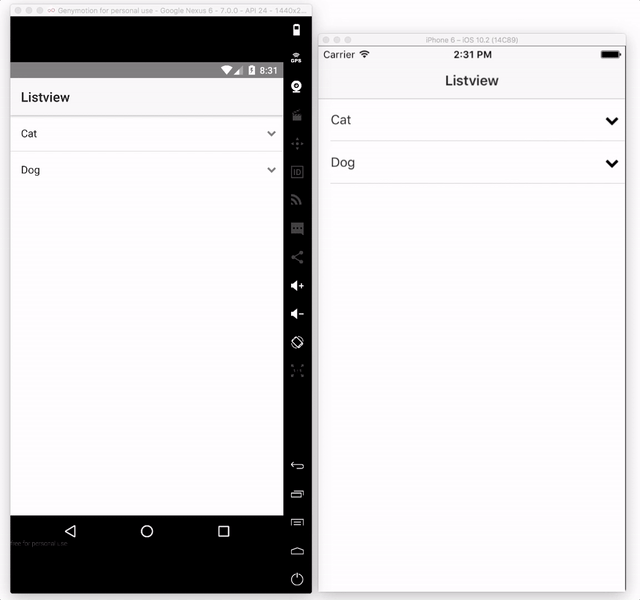 Genymotion for personal use - Google Nexus 6 - 7.0.0 - API 24 - 1440x2...
GPS
8:31
Listview
Cat
Dog
ID
free for personal use
iPhone 6 – iOS 10.2 (14C89)
Carrier
2:31 PM
Listview
Cat
Dog